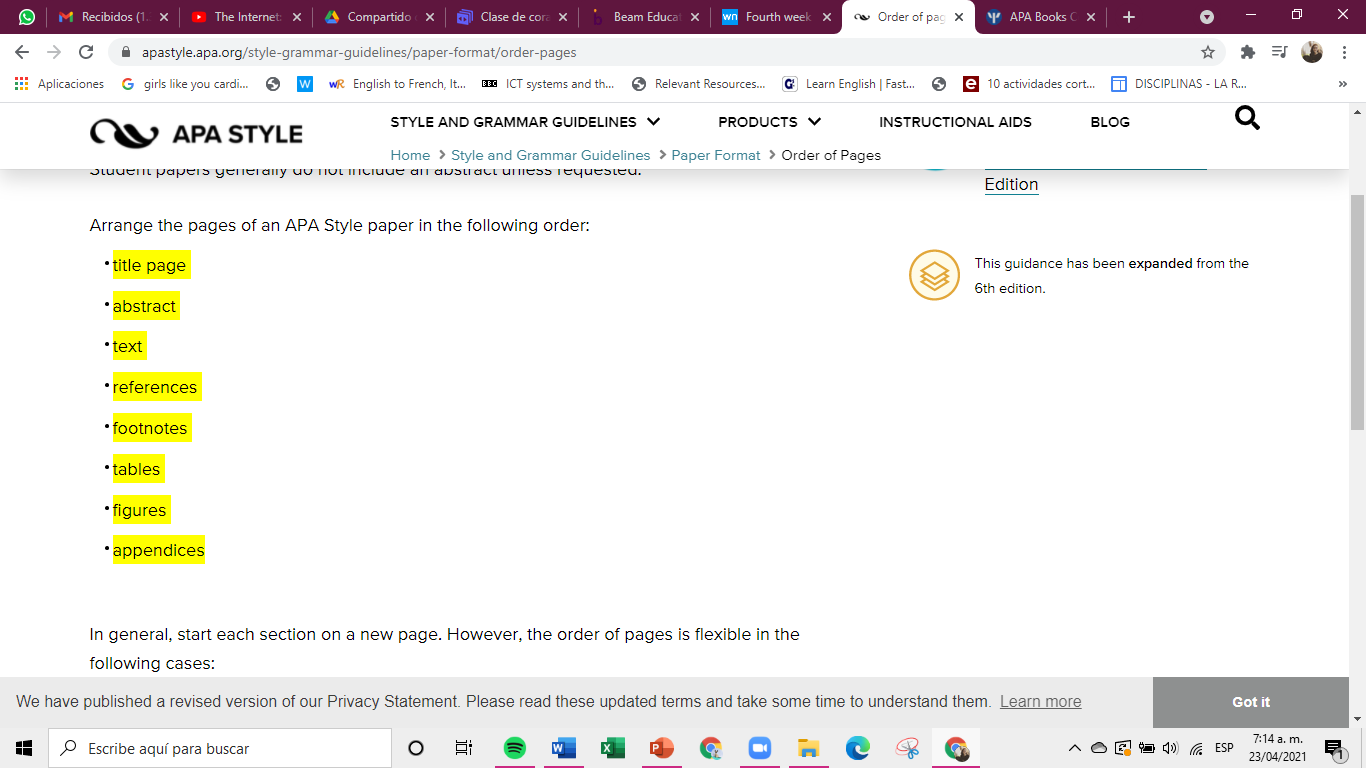 Recibidos (1.
The Internet:
Compartido
Clase de cora
Beam Educat
Fourth week
Order of pag
APA Books C
apastyle.apa.org/style-grammar-guidelines/paper-format/order-pages
Aplicaciones
girls like you cardi...
English to French, It...
ICT systems and th...
Relevant Resources...
Learn English | Fast...
10 actividades cort...
DISCIPLINAS - LA R...
APA STYLE
STYLE AND GRAMMAR GUIDELINES
PRODUCTS
INSTRUCTIONAL AIDS
BLOG
Home > Style and Grammar Guidelines > Paper Format > Order of Pages
Student papers generally do not include an abstract unless requested.
Edition
Arrange the pages of an APA Style paper in the following order:
• title page
• abstract
• text
• references
• footnotes
• tables
• figures
• appendices
This guidance has been expanded from the
6th edition.
In general, start each section on a new page. However, the order of pages is flexible in the
following cases:
We have published a revised version of our Privacy Statement. Please read these updated terms and take some time to understand them. Learn more
Got it
Escribe aquí para buscar
ESP
7:14 a. m.
23/04/2021
1